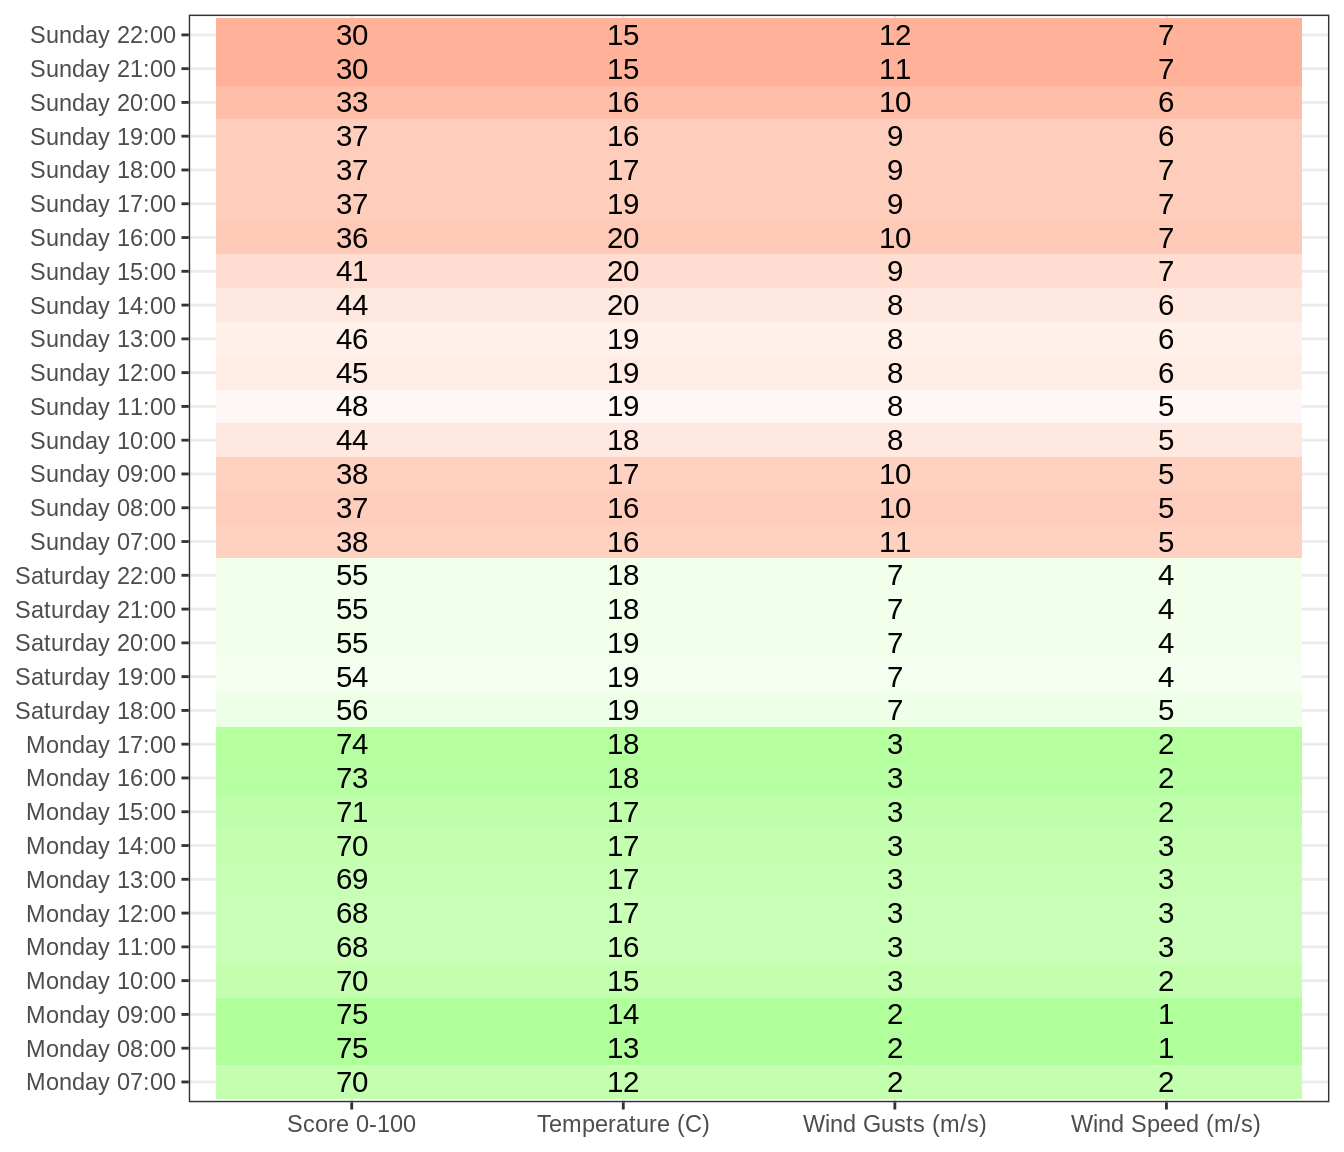 Sunday 22:00 30 15 12 7
Sunday 21:00 30 15 11 7
Sunday 20:00 33 16 10 6
Sunday 19:00 37 16 9 6
Sunday 18:00 37 17 9 7
Sunday 17:00 37 19 9 7
Sunday 16:00 36 20 10 7
Sunday 15:00 41 20 9 7
Sunday 14:00 44 20 8 6
Sunday 13:00 46 19 8 6
Sunday 12:00 45 19 8 6
Sunday 11:00 48 19 8 5
Sunday 10:00 44 18 8 5
Sunday 09:00 38 17 10 5
Sunday 08:00 37 16 10 5
Sunday 07:00 38 16 11 5
Saturday 22:00 55 18 7 4
Saturday 21:00 55 18 7 4
Saturday 20:00 55 19 7 4
Saturday 19:00 54 19 7 4
Saturday 18:00 56 19 7 5
Monday 17:00 74 18 3 2
Monday 16:00 73 18 3 2
Monday 15:00 71 17 3 2
Monday 14:00 70 17 3 3
Monday 13:00 69 17 3 3
Monday 12:00 68 17 3 3
Monday 11:00 68 16 3 3
Monday 10:00 70 15 3 2
Monday 09:00 75 14 2 1
Monday 08:00 75 13 2 1
Monday 07:00 70 12 2 2
Score 0-100 Temperature (C) Wind Gusts (m/s) Wind Speed (m/s)